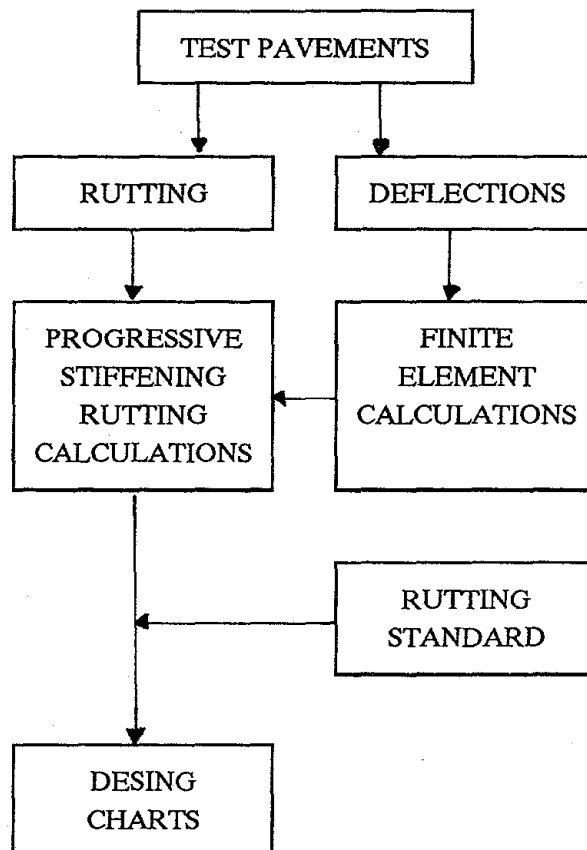 TEST PAVEMENTS
RUTTING
DEFLECTIONS
PROGRESSIVE
STIFFENING
RUTTING
CALCULATIONS
FINITE
ELEMENT
CALCULATIONS
RUTTING
STANDARD
DESING
CHARTS